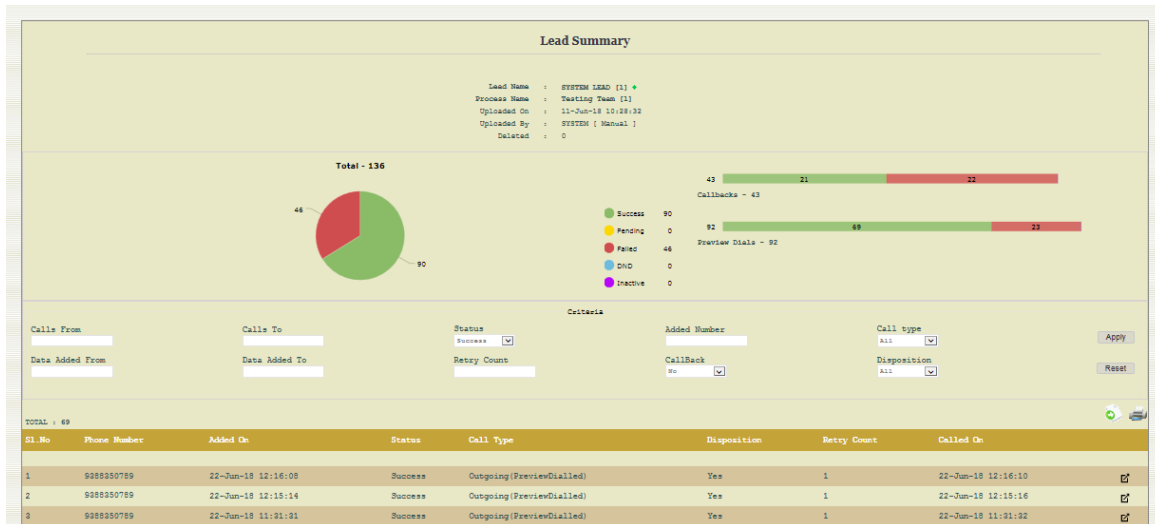 Lead Summary
Lead Name : SYSTEM LEAD [1] +
Process Name : Testing Team [1]
Uploaded On : 11-Jun-18 10:28:32
Uploaded By : SYSTEM [ Manual ]
Deleted : 0
Total - 136
46
90
Success 90
Pending 0
Failed 46
DND 0
Inactive 0
43 21 22
Callbacks - 43
92 69 23
Preview Dials - 92
Criteria
Calls From Calls To Status Added Number Call type
Success All Apply
Data Added From Data Added To Retry Count CallBack Disposition
No All Reset
TOTAL : 69
Sl.No Phone Number Added On Status Call Type Disposition Retry Count Called On
1 9388350789 22-Jun-18 12:16:08 Success Outgoing(PreviewDialled) Yes 1 22-Jun-18 12:16:10
2 9388350789 22-Jun-18 12:15:14 Success Outgoing(PreviewDialled) Yes 1 22-Jun-18 12:15:16
3 9388350789 22-Jun-18 11:31:31 Success Outgoing(PreviewDialled) Yes 1 22-Jun-18 11:31:32